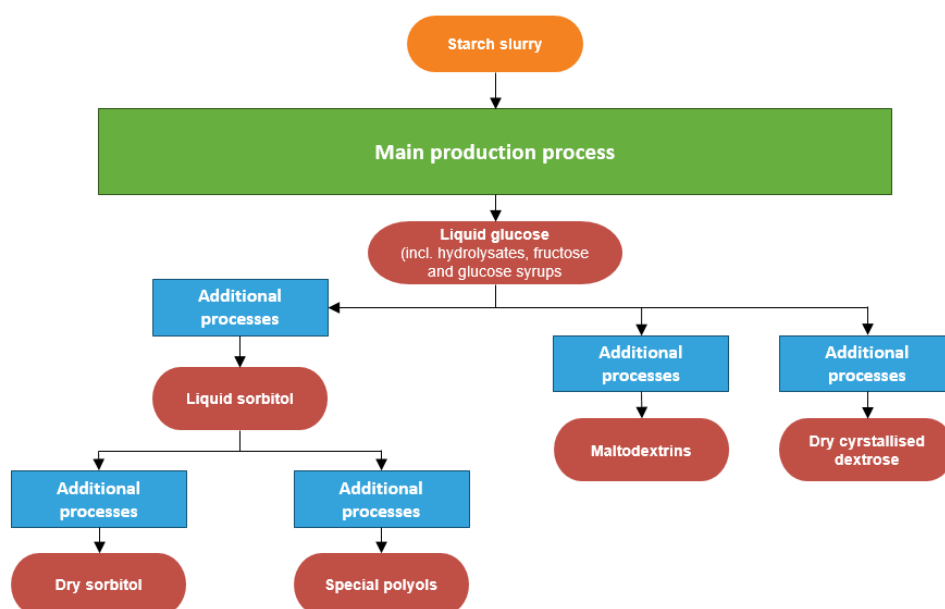 Starch slurry
Main production process
Liquid glucose
(incl. hydrolysates, fructose
and glucose syrups
Additional
processes
Additional
processes
Additional
processes
Liquid sorbitol
Maltodextrins
Dry cyrstallised
dextrose
Additional
processes
Additional
processes
Dry sorbitol
Special polyols